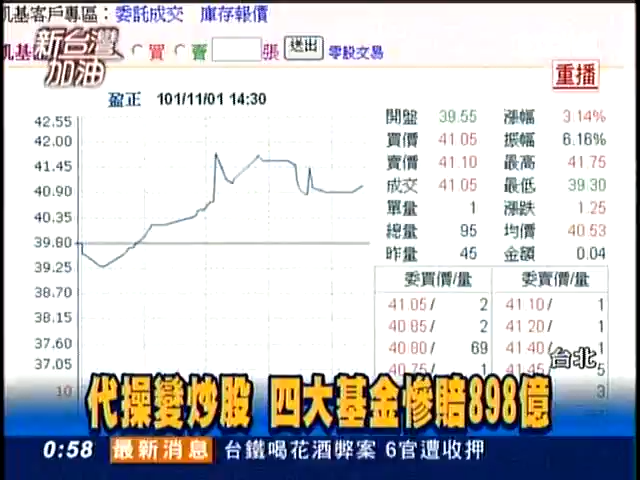 凱基客戶專區：委託成交 庫存報價
新台灣加油
買 賣 張 送出 零股交易
重播
盈正 101/11/01 14:30
42.55
42.00
41.45
40.90
40.35
39.80
39.25
38.70
38.15
37.60
37.05
10
開盤 39.55 漲幅 3.14%
買價 41.05 振幅 6.16%
賣價 41.10 最高 41.75
成交 41.05 最低 39.30
單量 1 漲跌 1.25
總量 95 均價 40.53
昨量 45 金額 0.04
委買價/量 委賣價/量
41.05/ 2 41.10/ 1
40.85/ 2 41.20/ 1
40.80/ 69 41.40/ 1
40.75/ 1 5
3
台北
代操變炒股 四大基金慘賠898億
0:58 最新消息 台鐵喝花酒弊案 6官遭收押